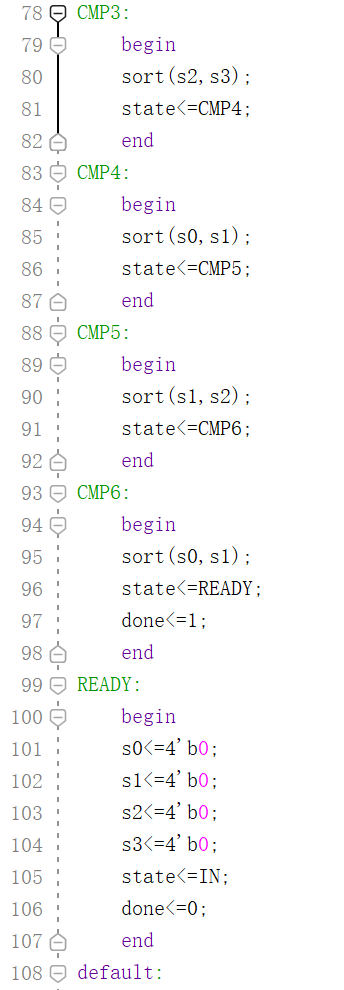 78 CMP3:
79 begin
80 sort(s2,s3);
81 state<=CMP4;
82 end
83 CMP4:
84 begin
85 sort(s0,s1);
86 state<=CMP5;
87 end
88 CMP5:
89 begin
90 sort(s1,s2);
91 state<=CMP6;
92 end
93 CMP6:
94 begin
95 sort(s0,s1);
96 state<=READY;
97 done<=1;
98 end
99 READY:
100 begin
101 s0<=4'b0;
102 s1<=4'b0;
103 s2<=4'b0;
104 s3<=4'b0;
105 state<=IN;
106 done<=0;
107 end
108 default: